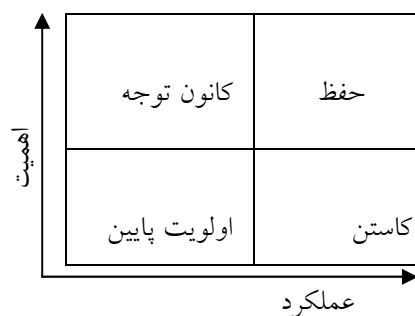 حفظ
کانون توجه
اهمیت
کاستن
اولویت پایین
عملکرد